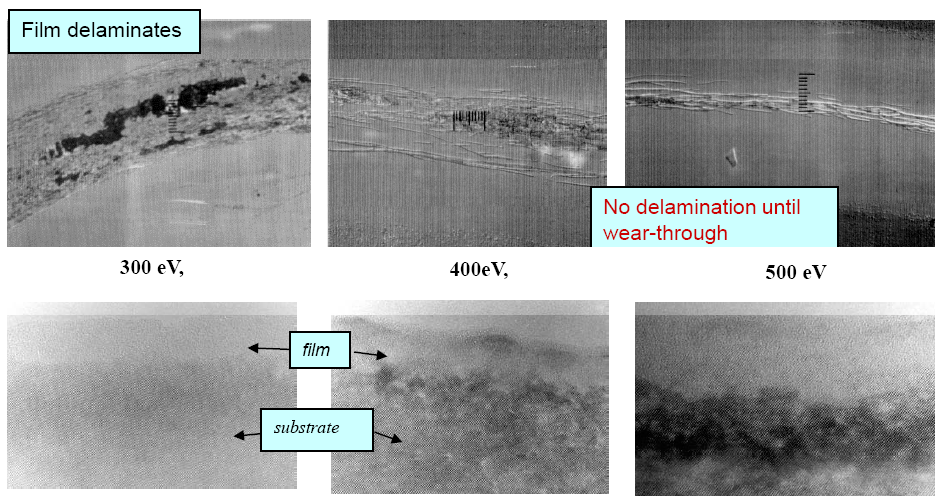 Film delaminates
No delamination until
wear-through
300 eV,
400eV,
500 eV
film
substrate